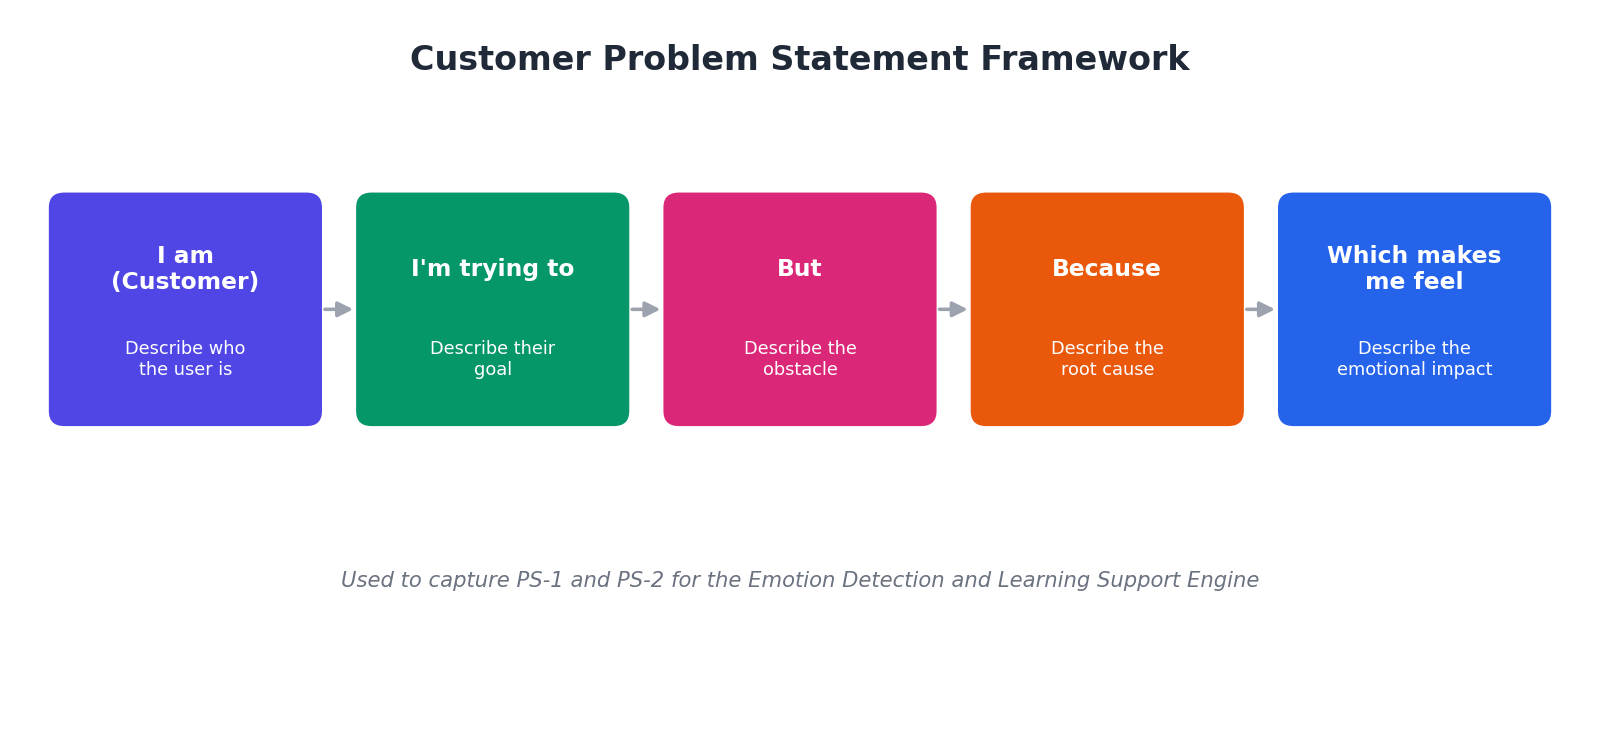 Customer Problem Statement Framework
I am
(Customer)
Describe who
the user is
I'm trying to
Describe their
goal
But
Describe the
obstacle
Because
Describe the
root cause
Which makes
me feel
Describe the
emotional impact
Used to capture PS-1 and PS-2 for the Emotion Detection and Learning Support Engine